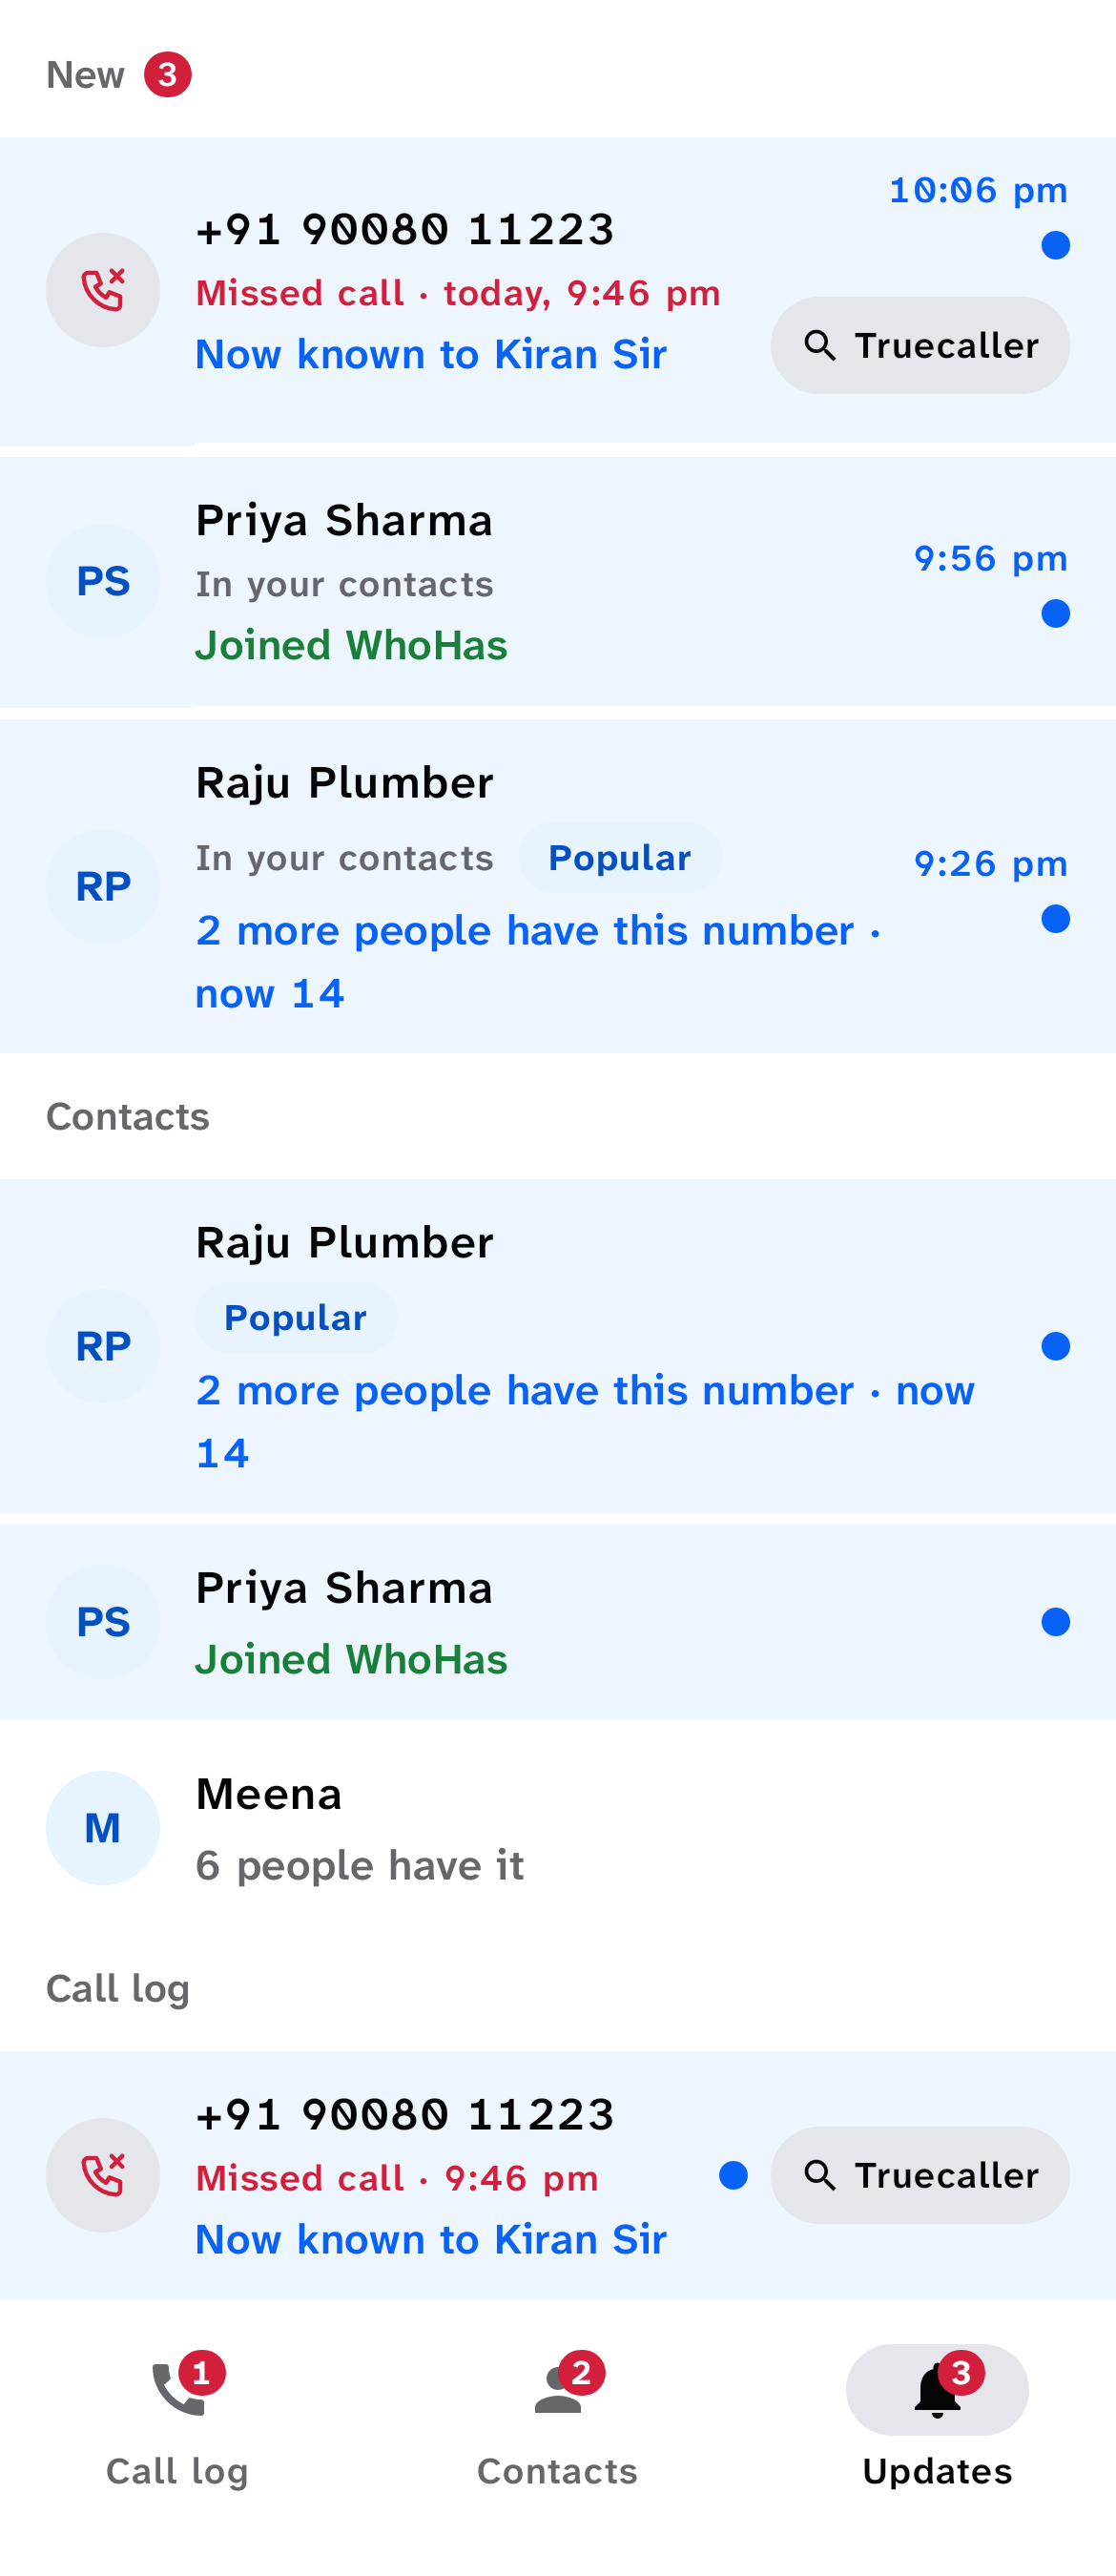 New 3
10:06 pm
+91 90080 11223
Missed call · today, 9:46 pm
Now known to Kiran Sir
Truecaller
PS
Priya Sharma
In your contacts
Joined WhoHas
9:56 pm
RP
Raju Plumber
In your contacts Popular
9:26 pm
2 more people have this number ·
now 14
Contacts
RP
Raju Plumber
Popular
2 more people have this number · now
14
PS
Priya Sharma
Joined WhoHas
M
Meena
6 people have it
Call log
+91 90080 11223
Missed call · 9:46 pm
Now known to Kiran Sir
Truecaller
1 2 3
Call log Contacts Updates